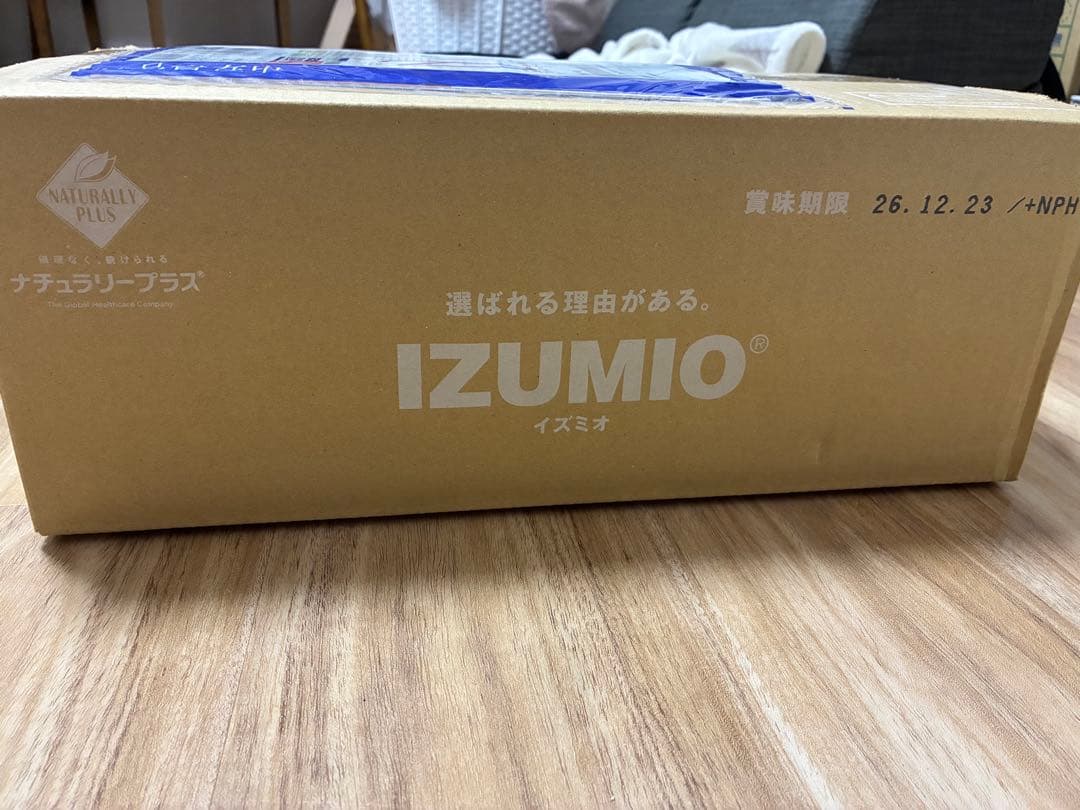 NATURALLY
PLUS
無理なく、続けられる
ナチュラリープラス®
The Global Healthcare Company
賞味期限 26.12.23 /+NPH
選ばれる理由がある。
IZUMIO®
イズミオ